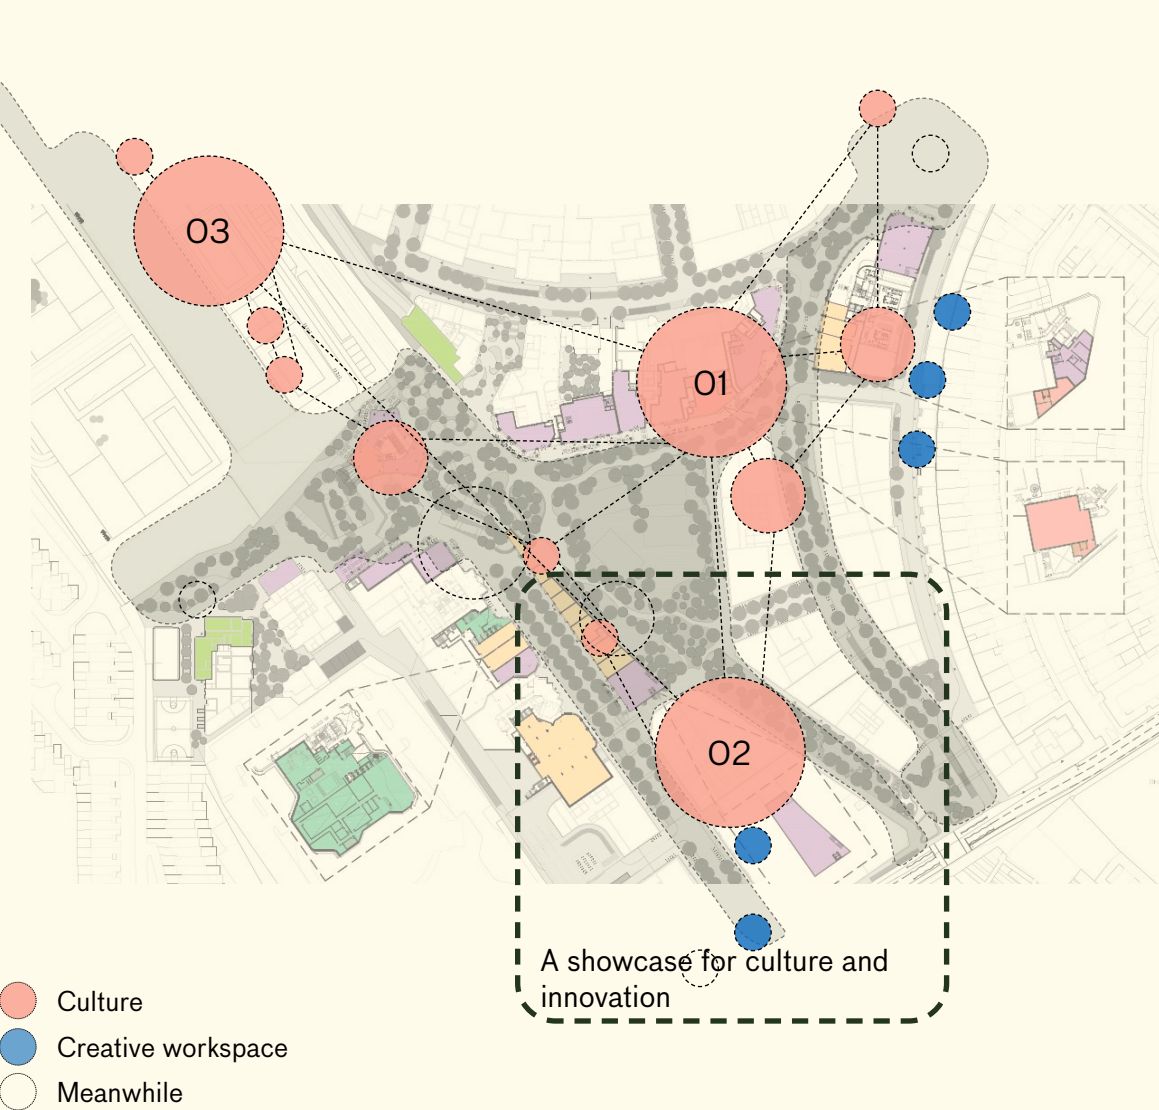 03
01
02
A showcase for culture and
innovation
Culture
Creative workspace
Meanwhile